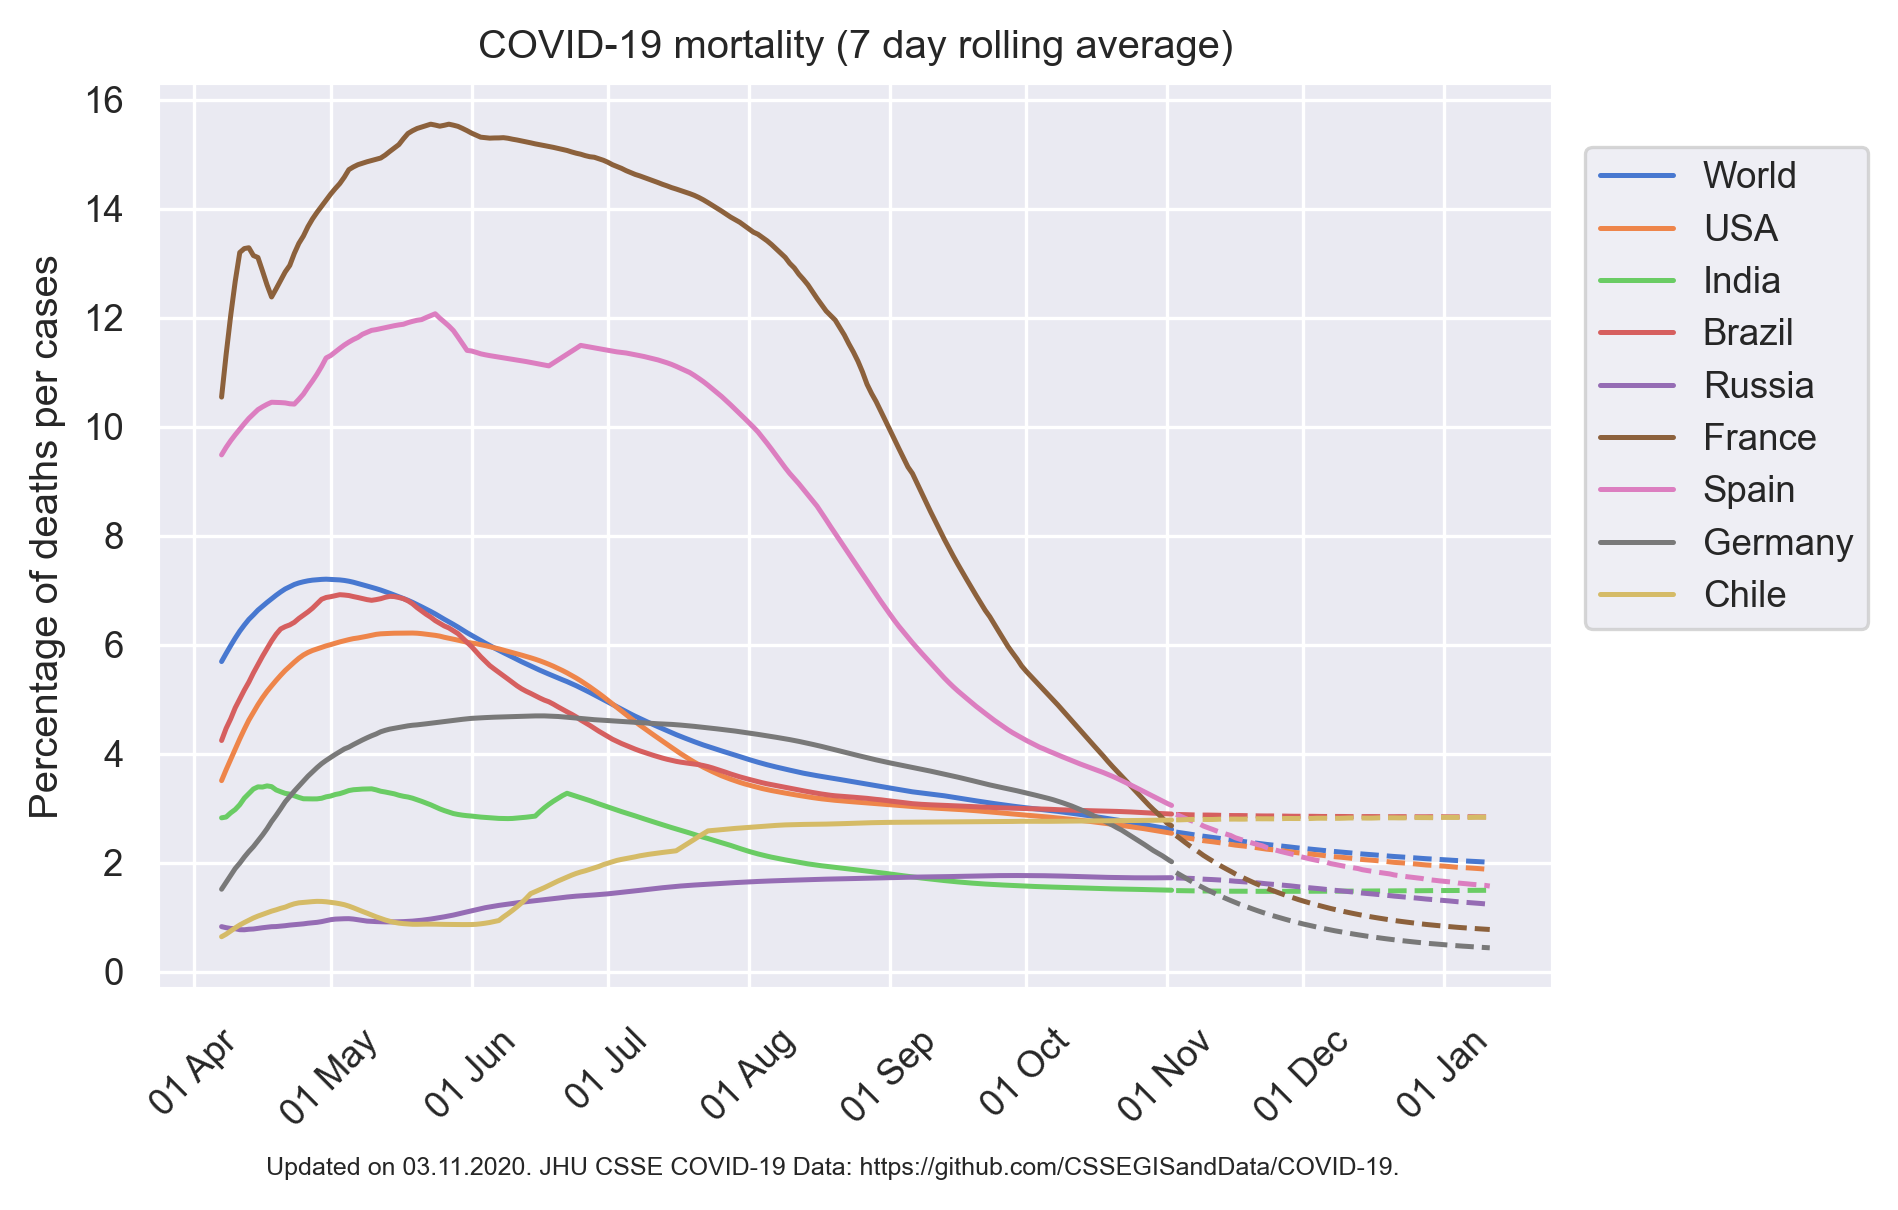 COVID-19 mortality (7 day rolling average)
Percentage of deaths per cases
16
14
12
10
8
6
4
2
0
01 Apr
01 May
01 Jun
01 Jul
01 Aug
01 Sep
01 Oct
01 Nov
01 Dec
01 Jan
World
USA
India
Brazil
Russia
France
Spain
Germany
Chile
Updated on 03.11.2020. JHU CSSE COVID-19 Data: https://github.com/CSSEGISandData/COVID-19.